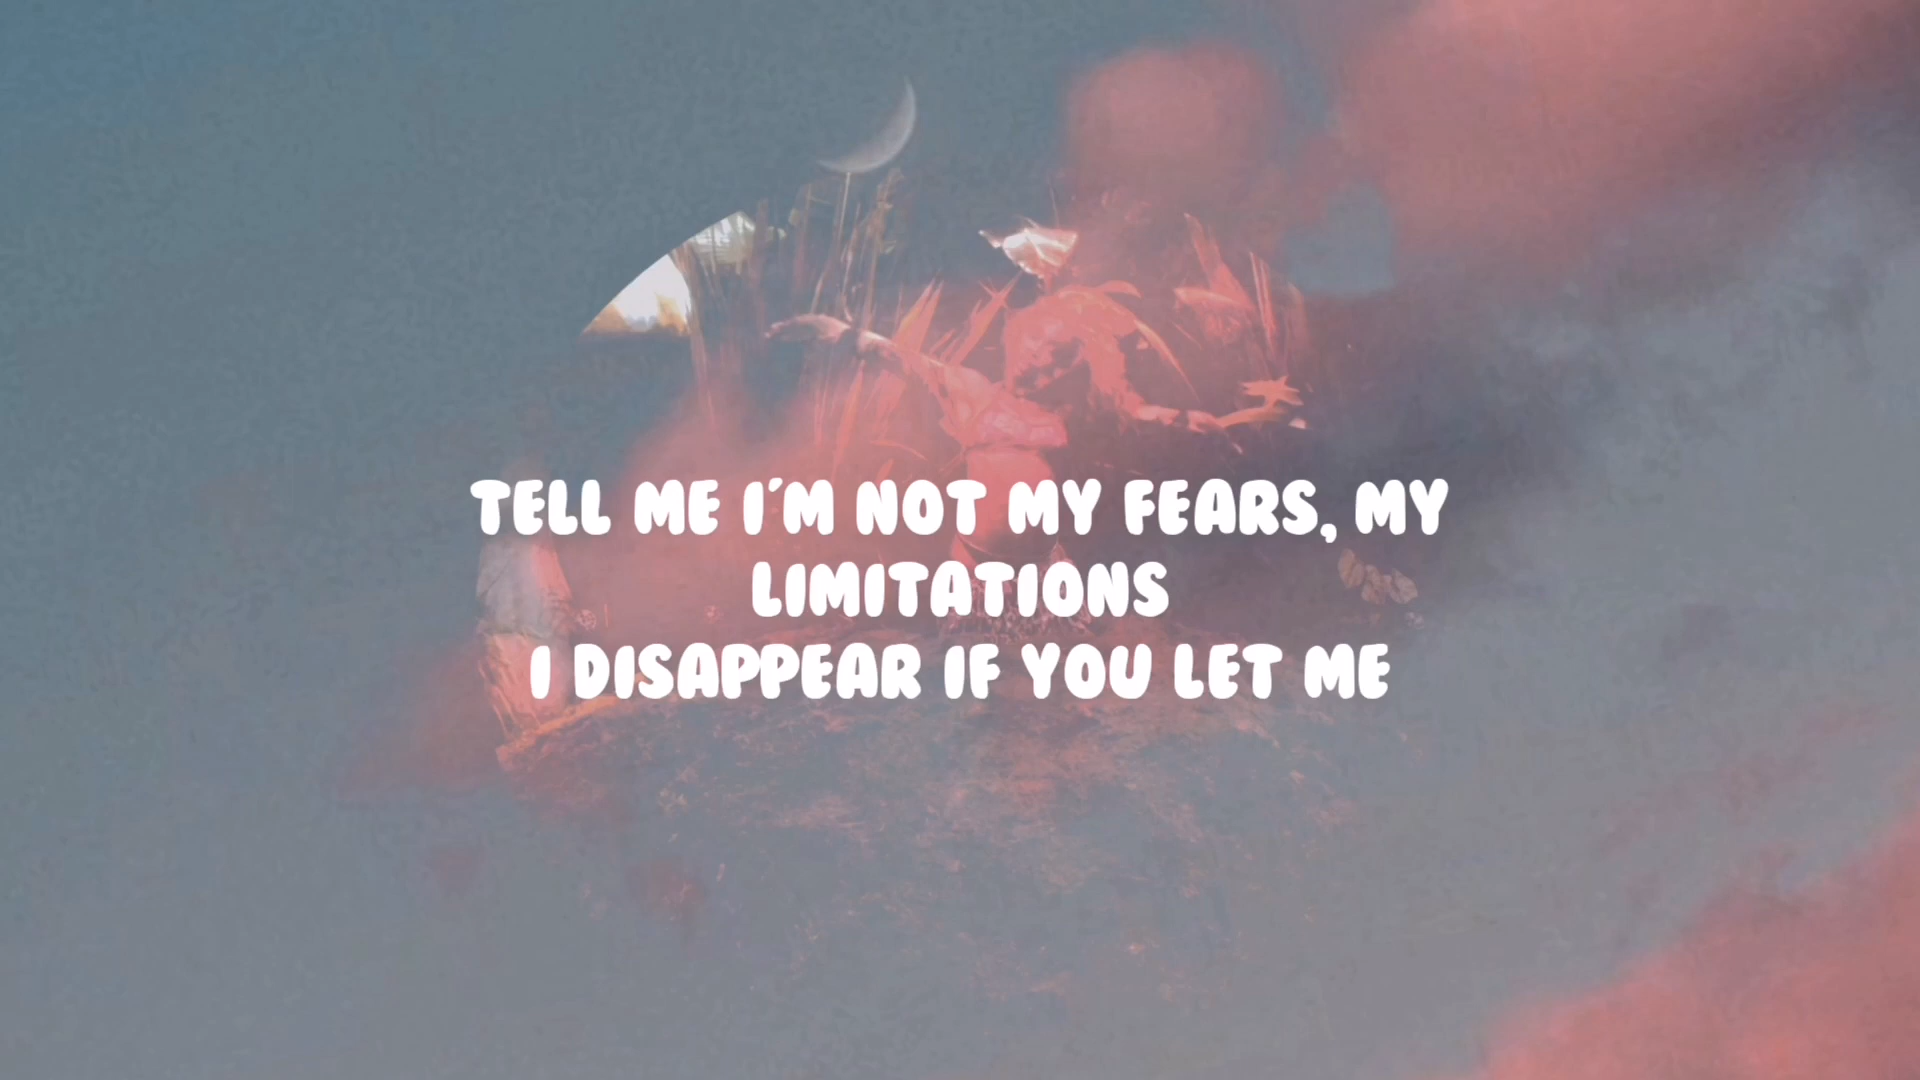 TELL ME I'M NOT MY FEARS, MY
LIMITATIONS
I DISAPPEAR IF YOU LET ME